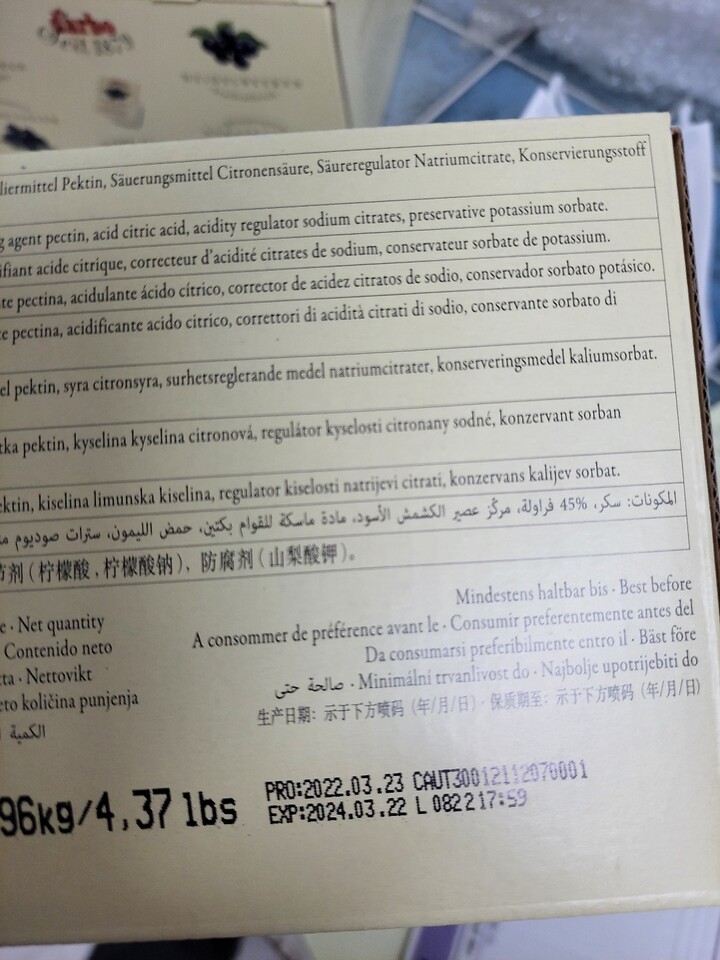 darbo
seit 1879
liermittel Pektin, Säuerungsmittel Citronensäure, Säureregulator Natriumcitrate, Konservierungsstoff
g agent pectin, acid citric acid, acidity regulator sodium citrates, preservative potassium sorbate.
ifiant acide citrique, correcteur d'acidité citrates de sodium, conservateur sorbate de potassium.
te pectina, acidulante ácido cítrico, corrector de acidez citratos de sodio, conservador sorbato potásico.
e pectina, acidificante acido citrico, correttori di acidità citrati di sodio, conservante sorbato di
el pektin, syra citronsyra, surhetsreglerande medel natriumcitrater, konserveringsmedel kaliumsorbat.
tka pektin, kyselina kyselina citronová, regulátor kyselosti citronany sodné, konzervant sorban
ektin, kiselina limunska kiselina, regulator kiselosti natrijevi citrati, konzervans kalijev sorbat.
المكونات: سكر، 45% فراولة، مركّز عصير الكشمش الأسود، مادة ماسكة للقوام بكتين، حمض الليمون، سترات صوديوم
节剂（柠檬酸,柠檬酸钠），防腐剂（山梨酸钾）。
e · Net quantity
Contenido neto
ta · Nettovikt
eto količina punjenja
الكمية
Mindestens haltbar bis · Best before
A consommer de préférence avant le · Consumir preferentemente antes del
Da consumarsi preferibilmente entro il · Bäst före
صالحة حتى · Minimální trvanlivost do · Najbolje upotrijebiti do
生产日期：示于下方喷码（年/月/日）· 保质期至：示于下方喷码（年/月/日）
96kg/4,37 lbs
PRO:2022.03.23 CAUT30012112070001
EXP:2024.03.22 L 082217:59